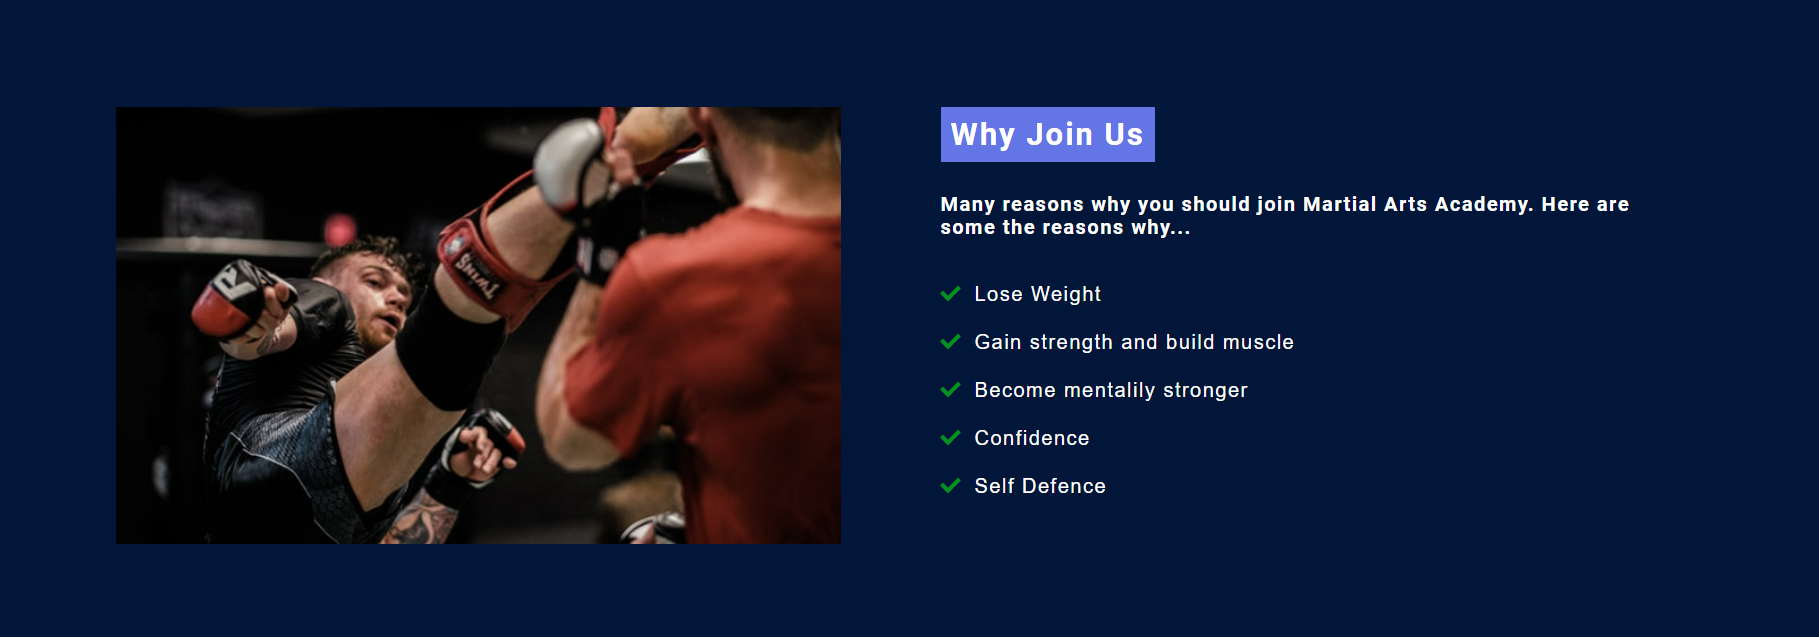 Why Join Us
Many reasons why you should join Martial Arts Academy. Here are
some the reasons why...
TWINS
Lose Weight
Gain strength and build muscle
Become mentalily stronger
Confidence
Self Defence